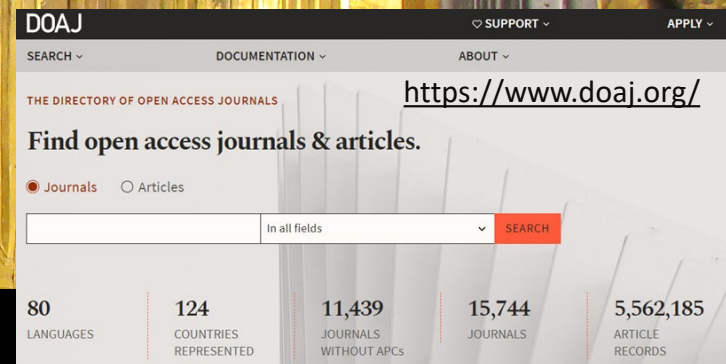 DOAJ
♡ SUPPORT
APPLY
SEARCH
DOCUMENTATION
ABOUT
https://www.doaj.org/
THE DIRECTORY OF OPEN ACCESS JOURNALS
Find open access journals & articles.
Journals
Articles
In all fields
SEARCH
80
124
11,439
15,744
5,562,185
LANGUAGES
COUNTRIES
JOURNALS
JOURNALS
ARTICLE
REPRESENTED
WITHOUT APCs
RECORDS